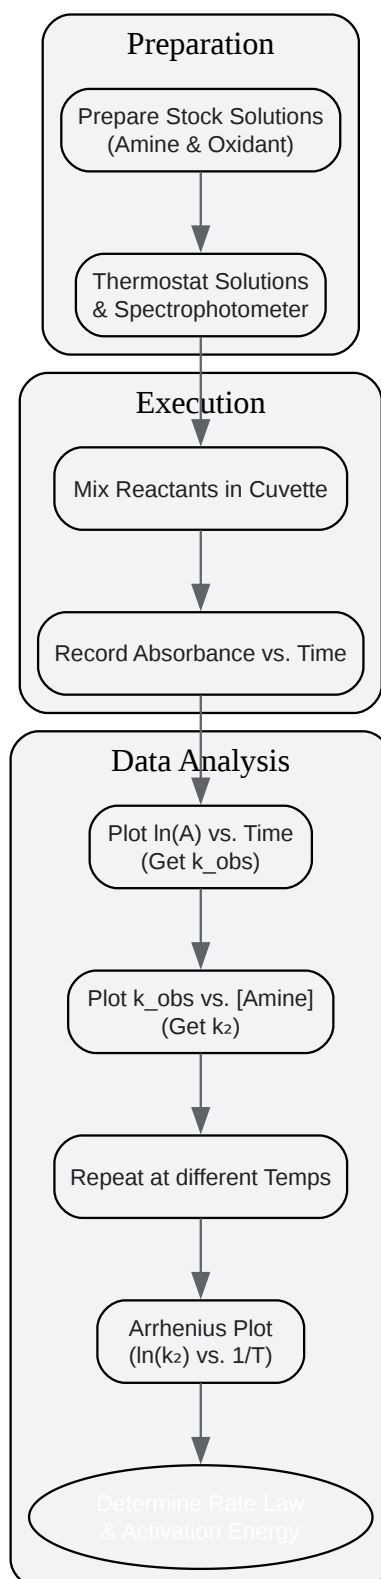 Preparation
Prepare Stock Solutions
(Amine & Oxidant)
Thermostat Solutions
& Spectrophotometer
Execution
Mix Reactants in Cuvette
Record Absorbance vs. Time
Data Analysis
Plot ln(A) vs. Time
(Get k_obs)
Plot k_obs vs. [Amine]
(Get k₂)
Repeat at different Temps
Arrhenius Plot
(ln(k₂) vs. 1/T)
Determine Rate Law
& Activation Energy